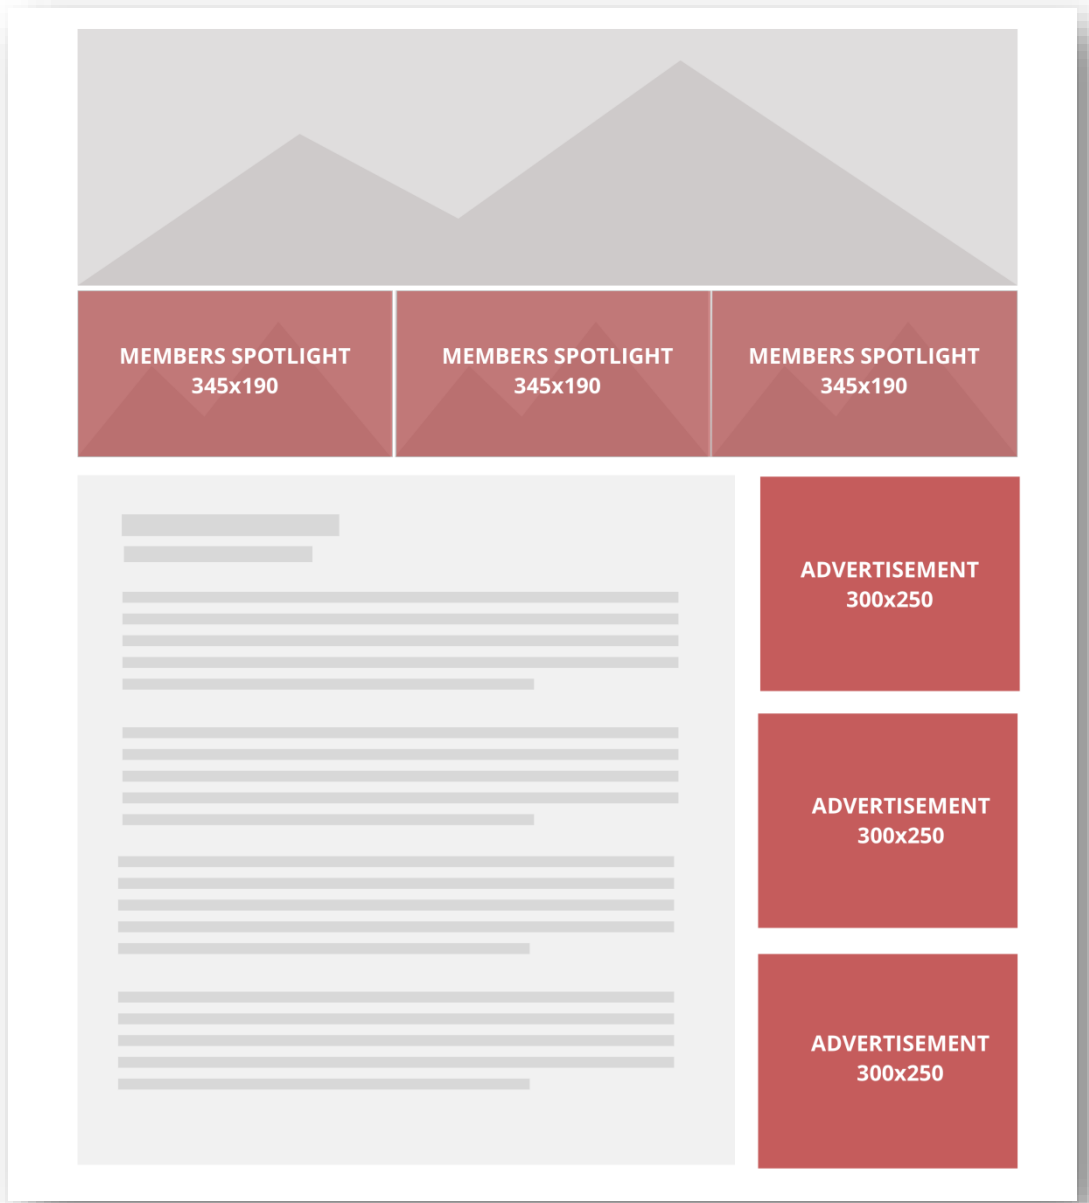 MEMBERS SPOTLIGHT
345x190
MEMBERS SPOTLIGHT
345x190
MEMBERS SPOTLIGHT
345x190
ADVERTISEMENT
300x250
ADVERTISEMENT
300x250
ADVERTISEMENT
300x250